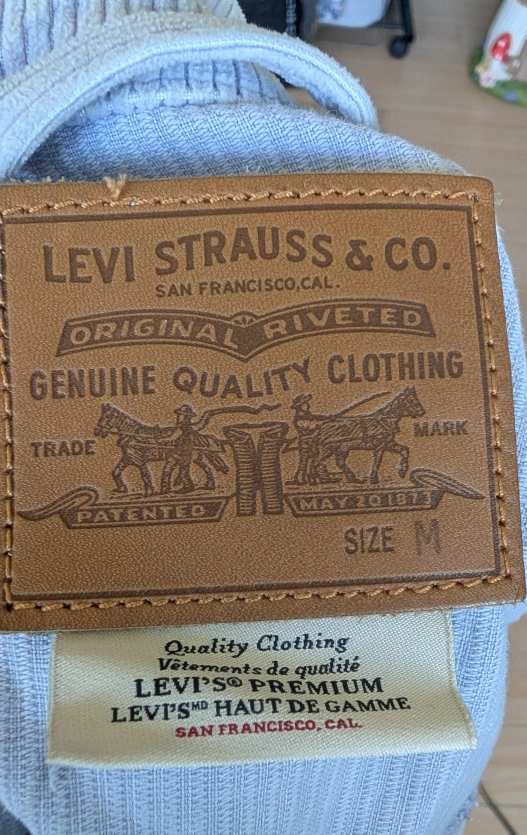 LEVI STRAUSS & CO.
SAN FRANCISCO, CAL.
ORIGINAL RIVETED
GENUINE QUALITY CLOTHING
TRADE MARK
PATENTED MAY 20 1873
SIZE M
Quality Clothing
Vêtements de qualité
LEVI'S® PREMIUM
LEVI'S ᴹᴰ HAUT DE GAMME
SAN FRANCISCO, CAL.